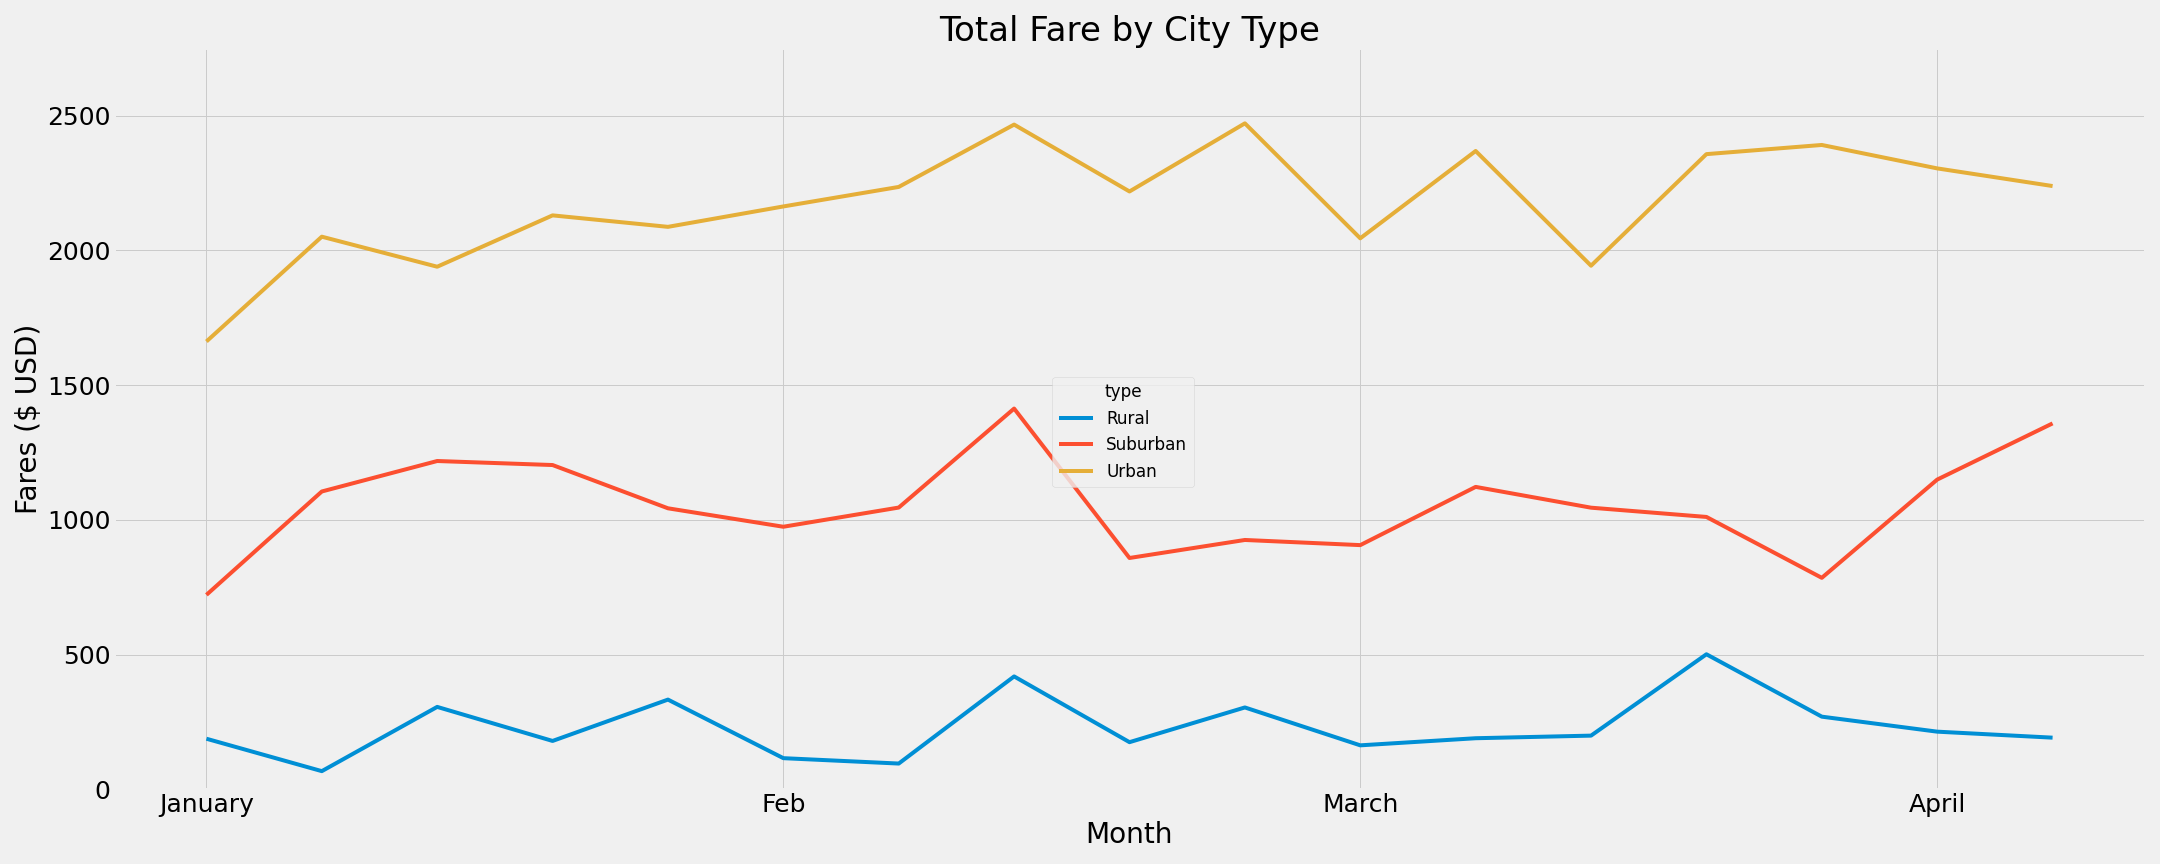 Total Fare by City Type
Fares ($ USD)
2500
2000
1500
1000
500
0
type
Rural
Suburban
Urban
January Feb March April
Month